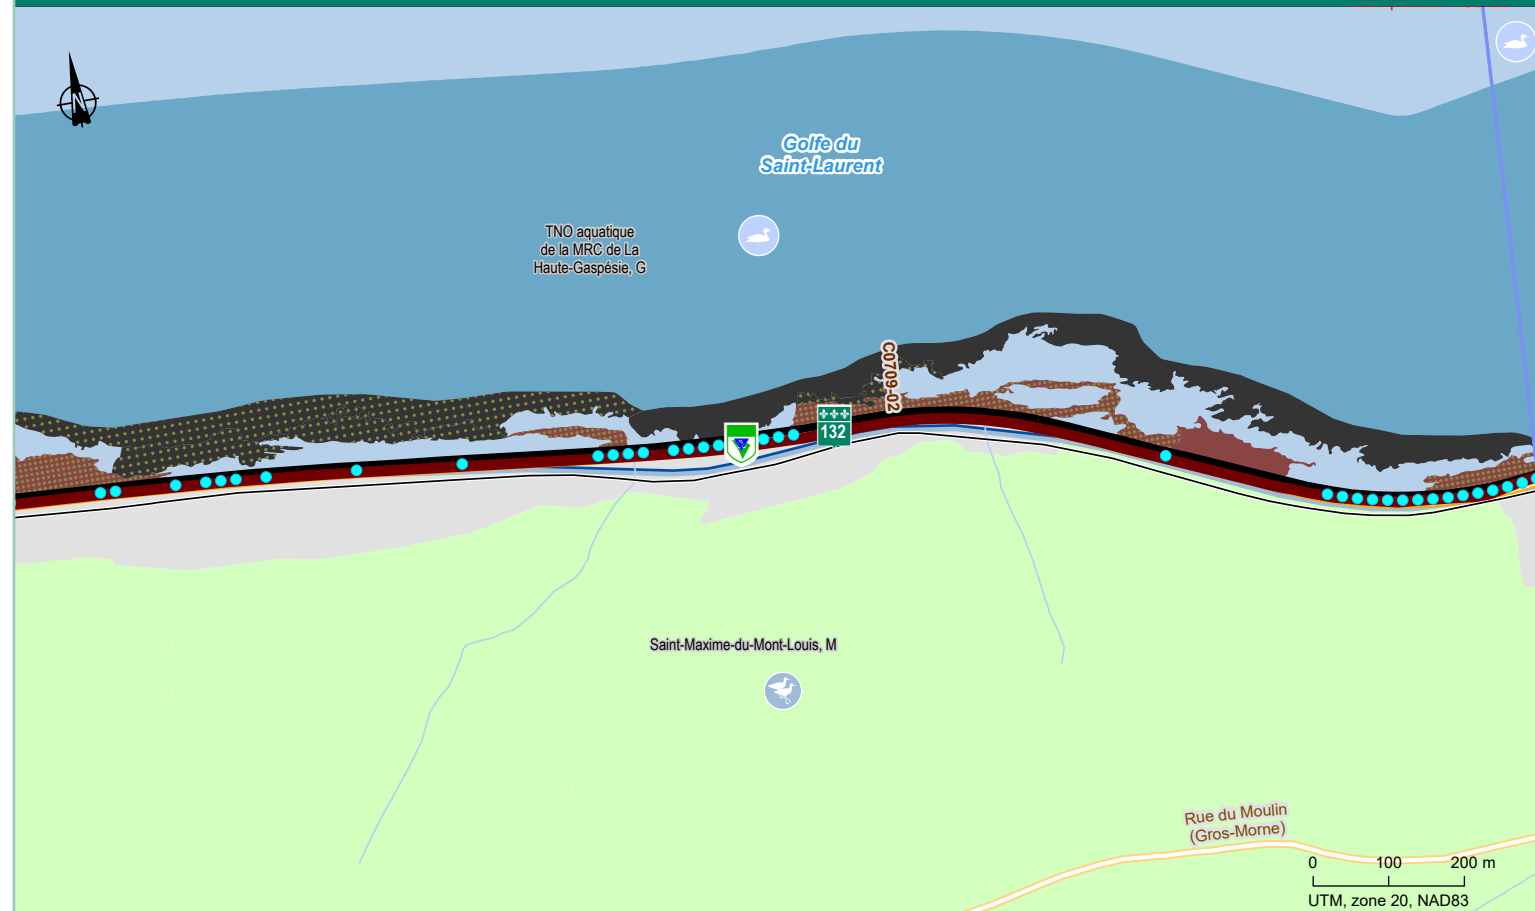 N
Golfe du
Saint-Laurent
TNO aquatique
de la MRC de La
Haute-Gaspésie, G
C0709-02
132
Saint-Maxime-du-Mont-Louis, M
Rue du Moulin
(Gros-Morne)
0 100 200 m
UTM, zone 20, NAD83